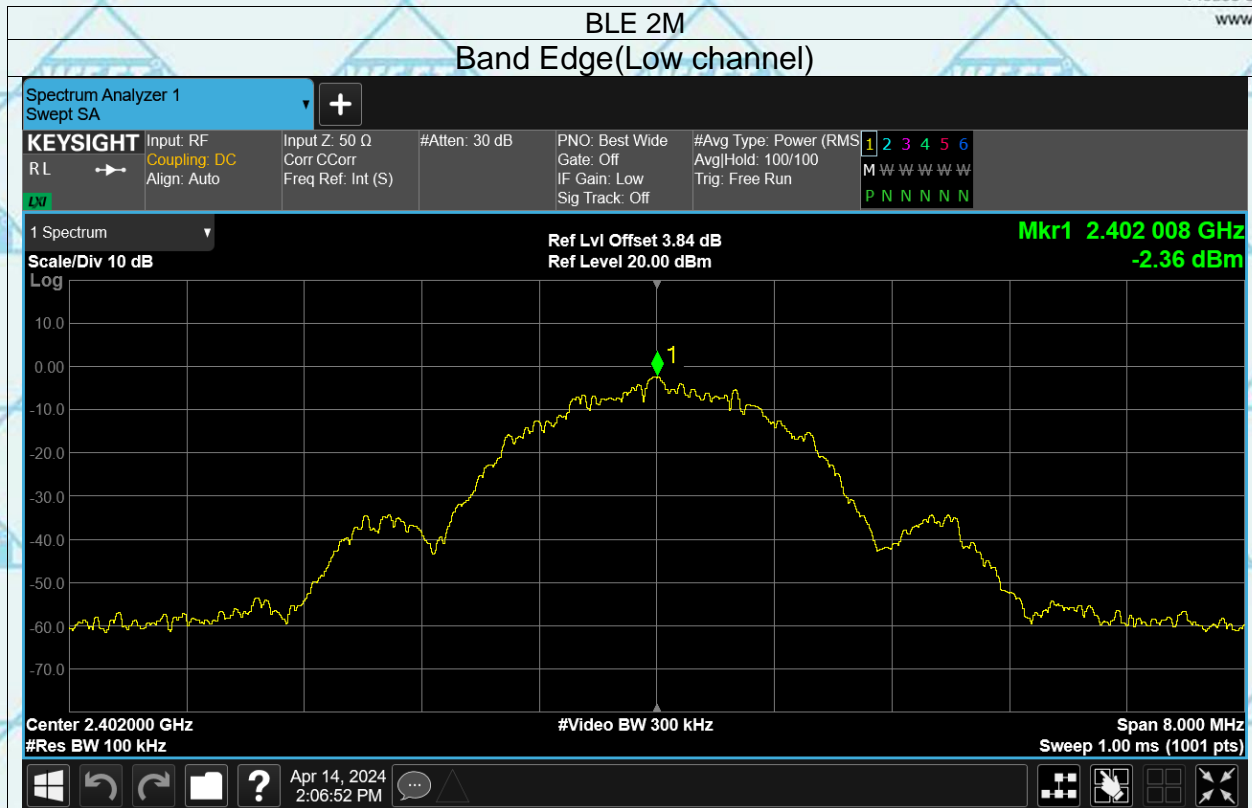 www
BLE 2M
Band Edge(Low channel)
Spectrum Analyzer 1
Swept SA
+
KEYSIGHT
RL
LXI
Input: RF
Coupling: DC
Align: Auto
Input Z: 50 Ω
Corr CCorr
Freq Ref: Int (S)
#Atten: 30 dB
PNO: Best Wide
Gate: Off
IF Gain: Low
Sig Track: Off
#Avg Type: Power (RMS
Avg|Hold: 100/100
Trig: Free Run
1 2 3 4 5 6
M W W W W W
P N N N N N
1 Spectrum
Scale/Div 10 dB
Ref Lvl Offset 3.84 dB
Ref Level 20.00 dBm
Mkr1 2.402 008 GHz
-2.36 dBm
Log
10.0
0.00
-10.0
-20.0
-30.0
-40.0
-50.0
-60.0
-70.0
1
Center 2.402000 GHz
#Res BW 100 kHz
#Video BW 300 kHz
Span 8.000 MHz
Sweep 1.00 ms (1001 pts)
?
Apr 14, 2024
2:06:52 PM